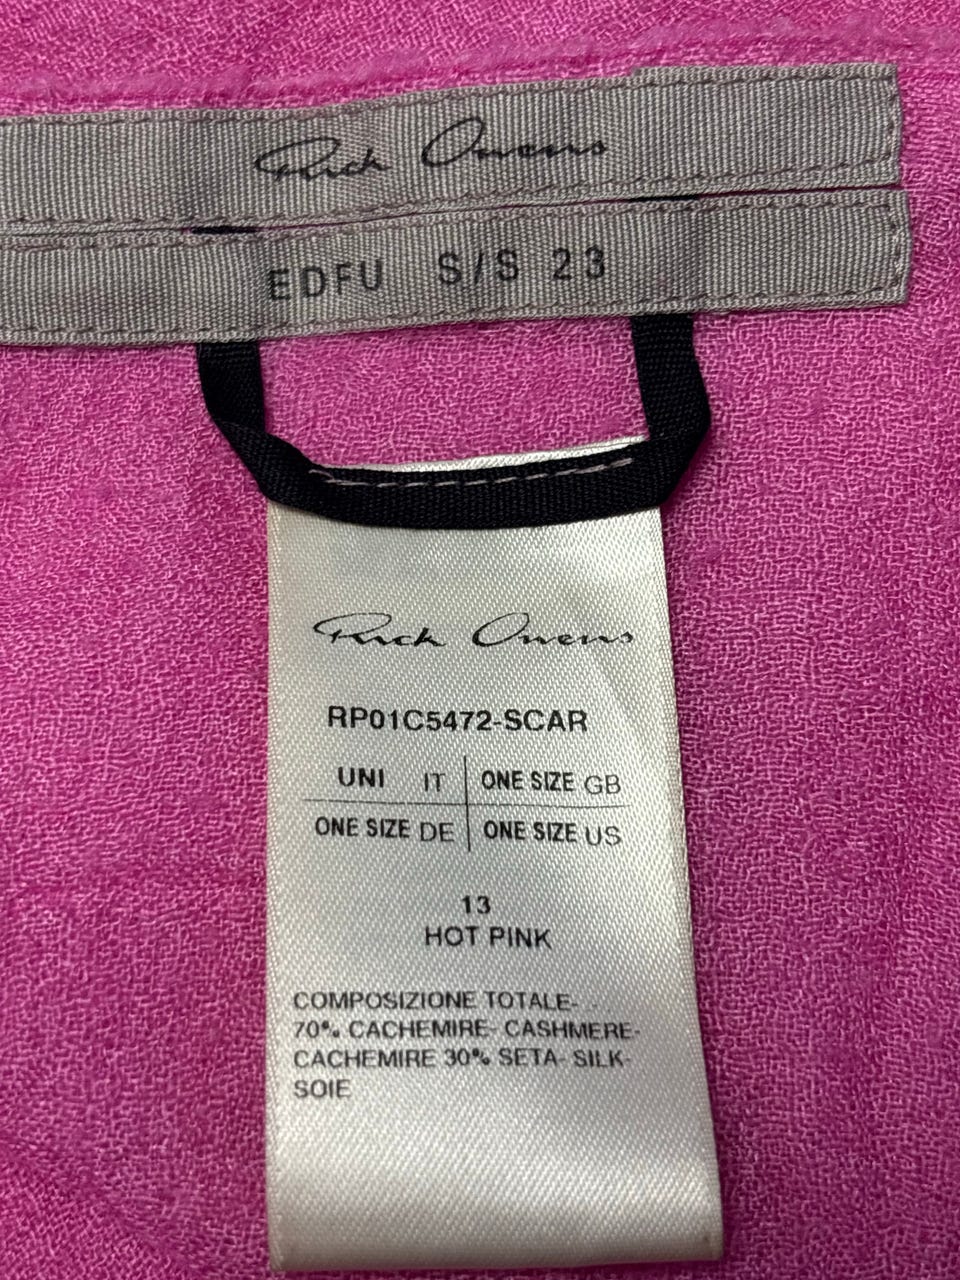 Rick Owens
EDFU S/S 23
Rick Owens
RP01C5472-SCAR
UNI IT ONE SIZE GB
ONE SIZE DE ONE SIZE US
13
HOT PINK
COMPOSIZIONE TOTALE-
70% CACHEMIRE- CASHMERE-
CACHEMIRE 30% SETA- SILK-
SOIE